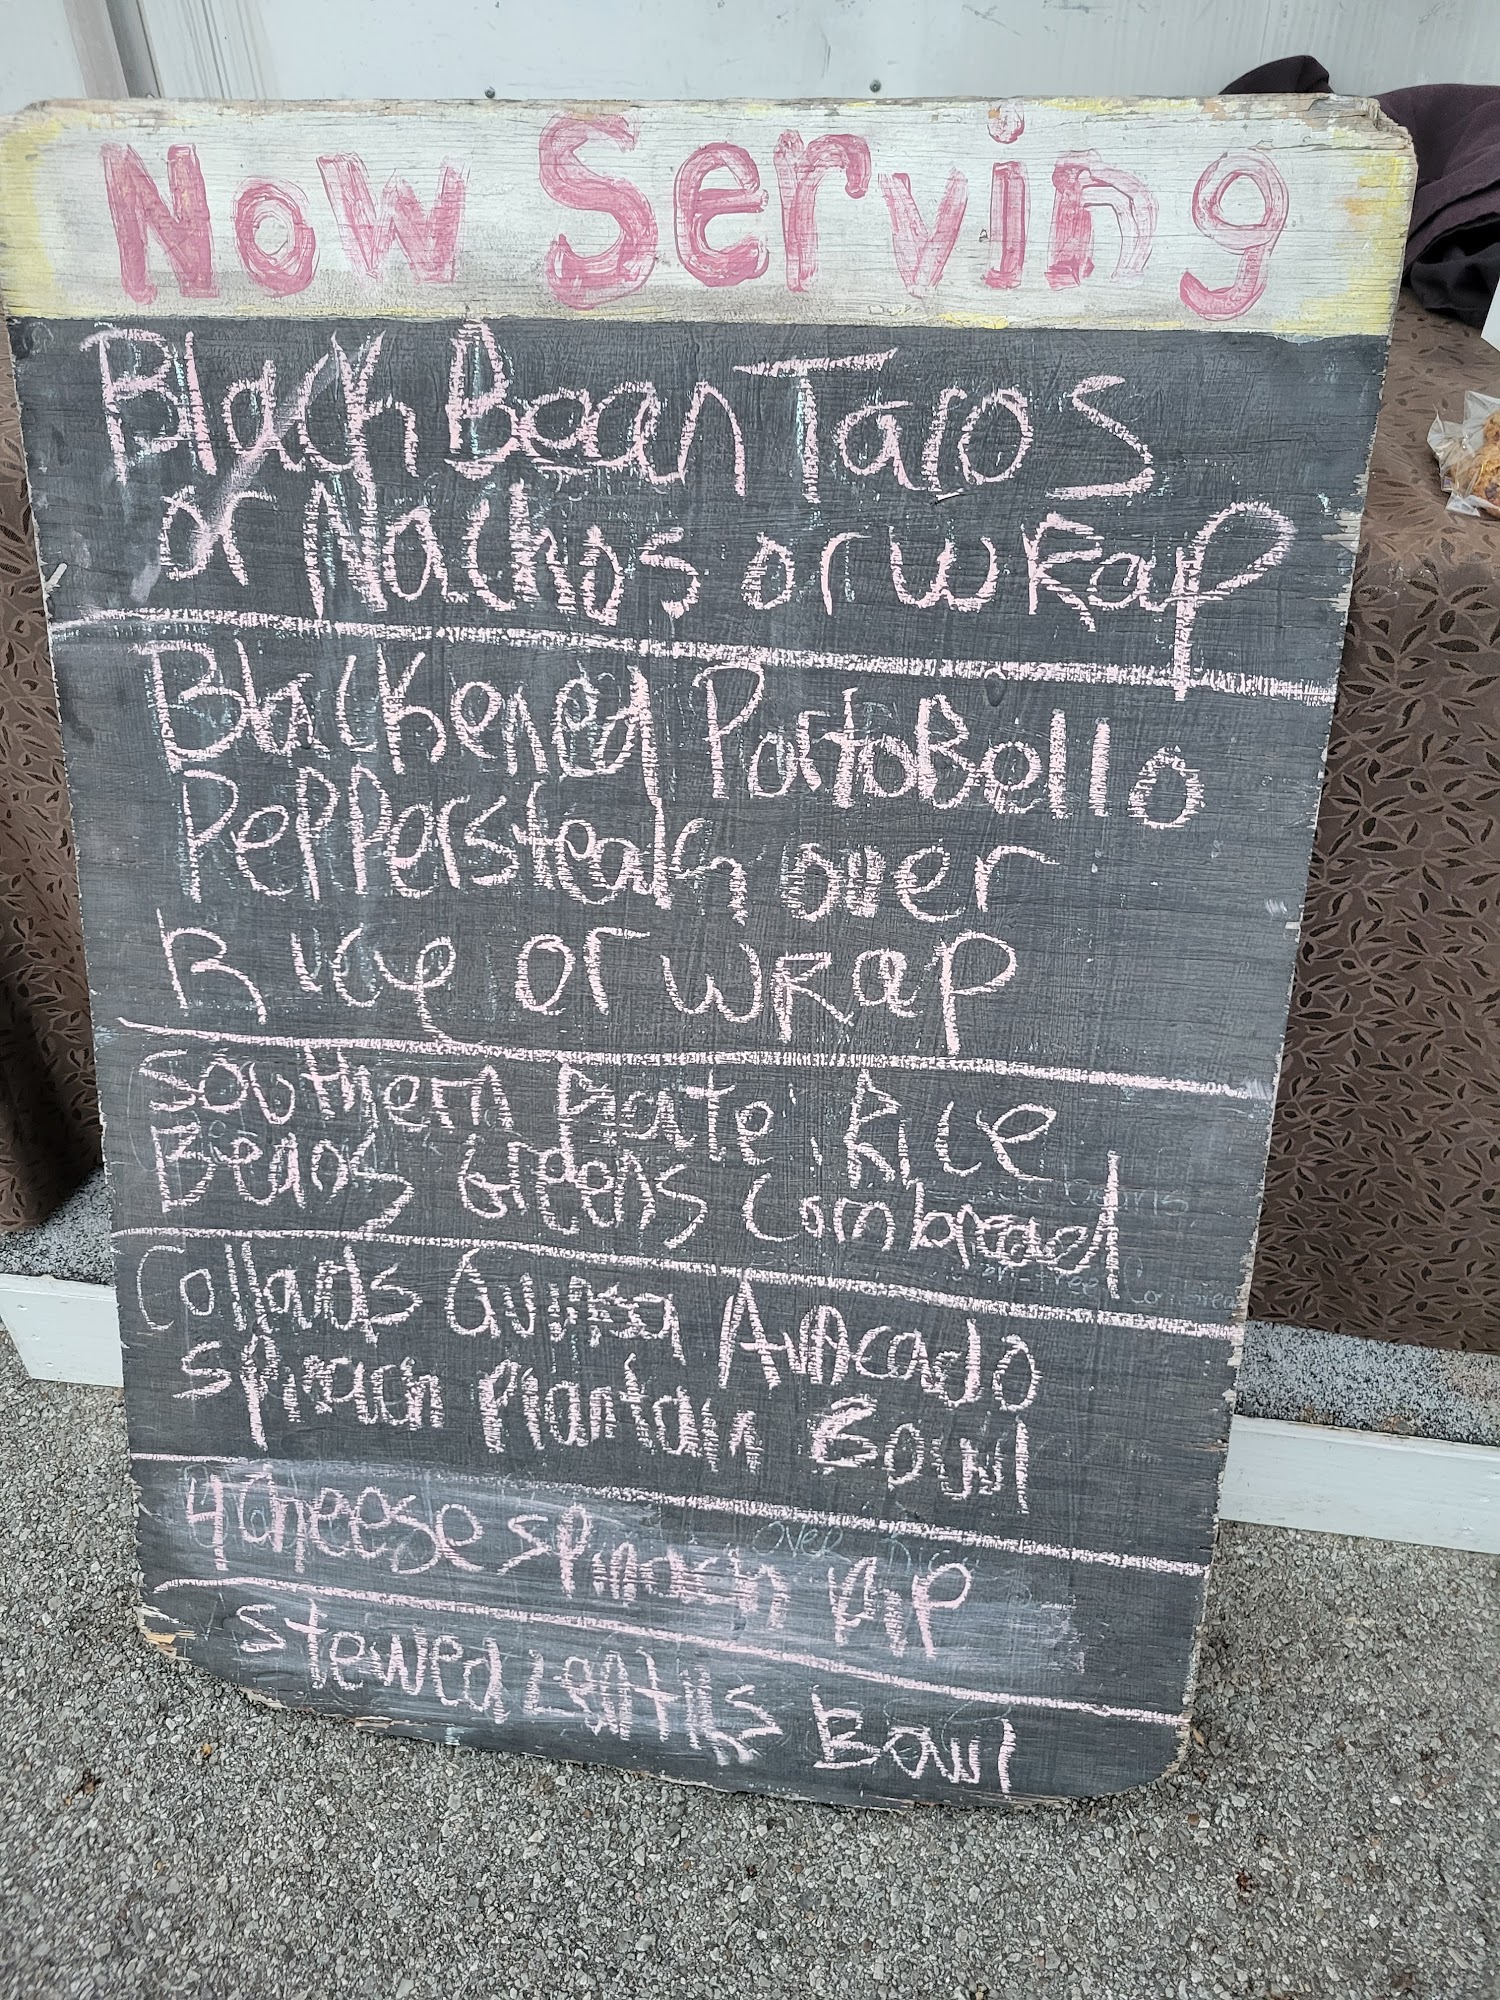 Now Serving
Black Bean Tacos
or Nachos or wRap
Blackened PortoBello
Peppersteak over
Rice or wRap
Southern Plate: Rice
Beans Greens Cornbread
Collads Quinoa Avacado
spinach Plantain Bowl
4 Cheese spinach Dip
stewed Lentils Bowl